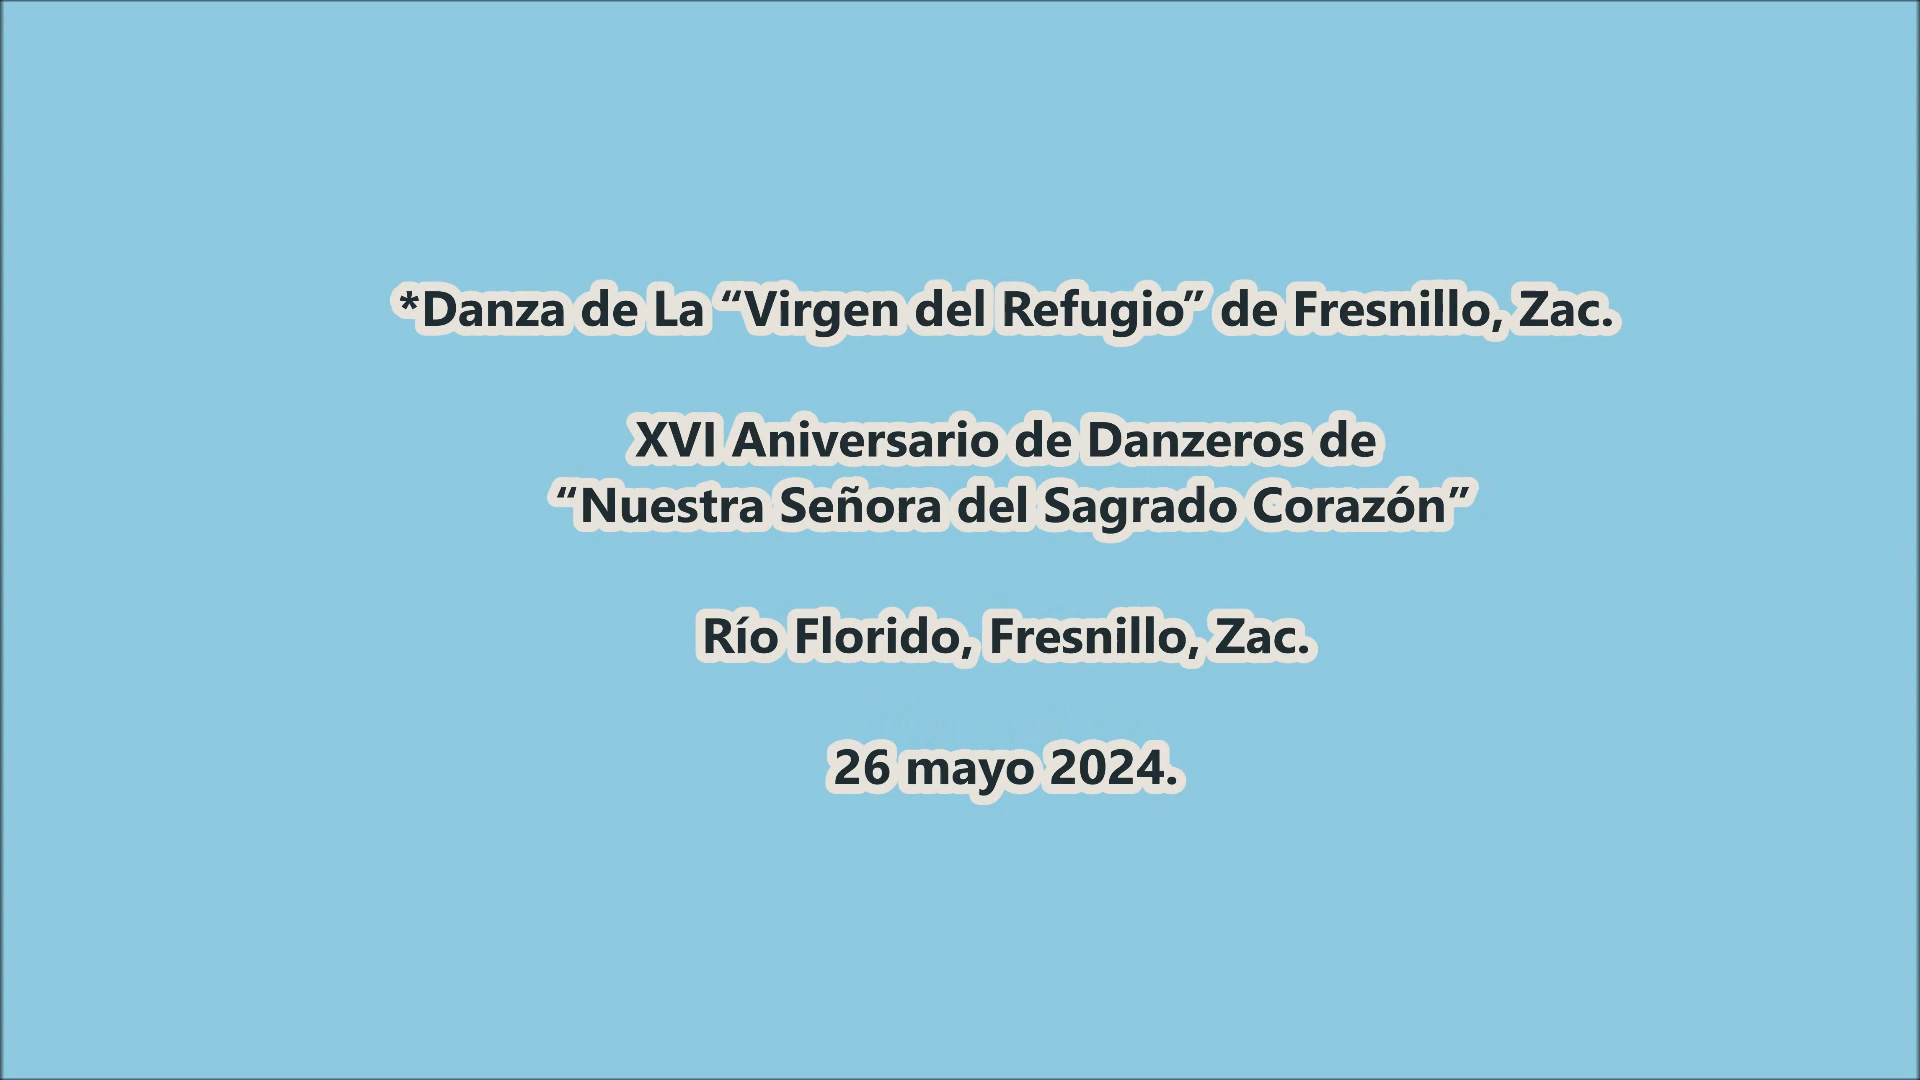 *Danza de La “Virgen del Refugio” de Fresnillo, Zac.
XVI Aniversario de Danzeros de
“Nuestra Señora del Sagrado Corazón”
Río Florido, Fresnillo, Zac.
26 mayo 2024.